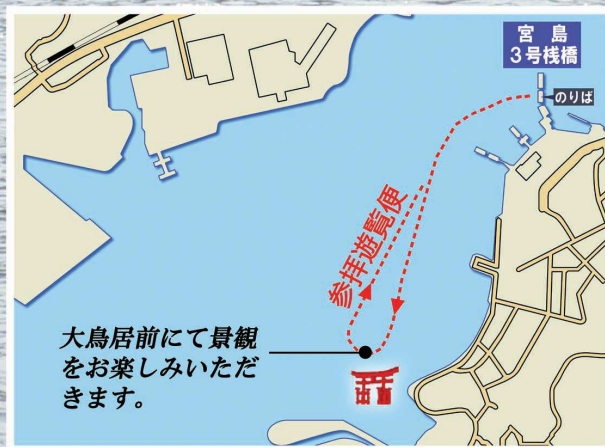 宮島
3号桟橋
のりば
参拝遊覧便
大鳥居前にて景観
をお楽しみいただ
きます。